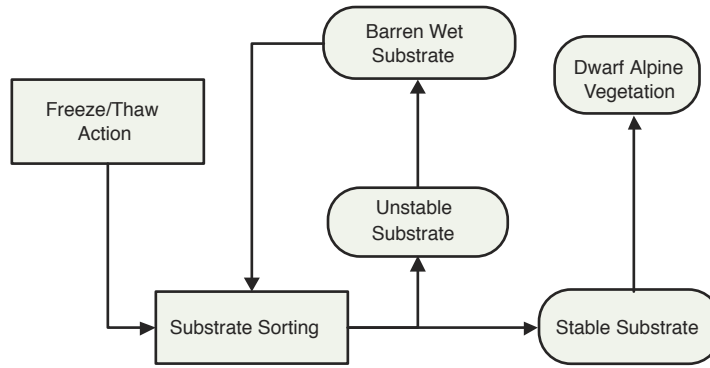 Barren Wet
Substrate
Dwarf Alpine
Vegetation
Freeze/Thaw
Action
Unstable
Substrate
Substrate Sorting
Stable Substrate